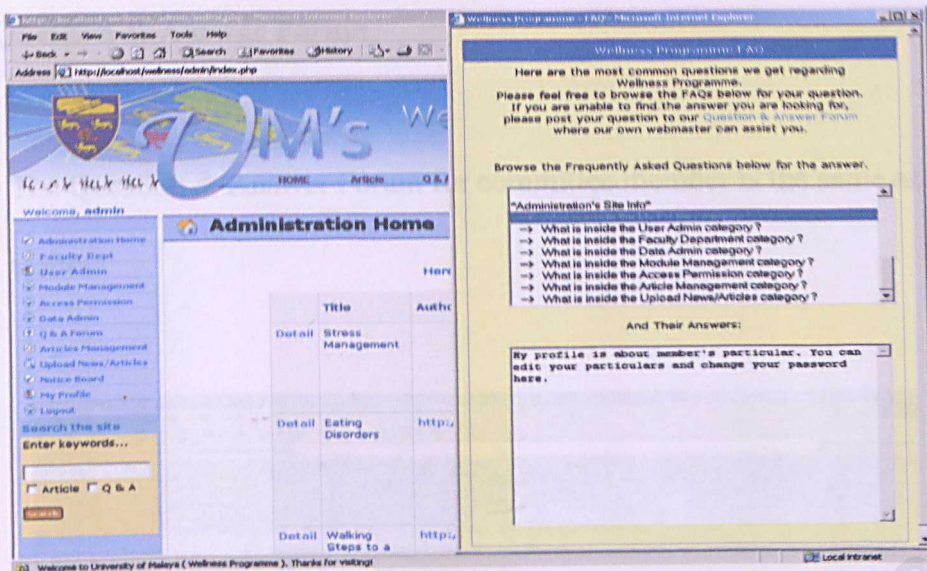 http://localhost/wellness/admin/index.php - Microsoft Internet Explorer
File Edit View Favorites Tools Help
Back Search Favorites History
Address http://localhost/wellness/admin/index.php
UM's We
HOME Article Q & A
Welcome, admin
Administration Home
Faculty Dept
User Admin
Module Management
Access Permission
Data Admin
Q & A Forum
Articles Management
Upload News/Articles
Notice Board
My Profile
Logout
Search the site
Enter keywords...
Article Q & A
Search
Administration Home
Here
Title Autho
Detail Stress
Management
Detail Eating http:/
Disorders
Detail Walking http:/
Steps to a
Welcome to University of Malaya ( Wellness Programme ). Thanks for visiting!
Wellness Programme - FAQ - Microsoft Internet Explorer
Wellness Programme FAQ
Here are the most common questions we get regarding
Wellness Programme.
Please feel free to browse the FAQs below for your question.
If you are unable to find the answer you are looking for,
please post your question to our Question & Answer Forum
where our own webmaster can assist you.
Browse the Frequently Asked Questions below for the answer.
"Administration's Site Info"
--> What is inside the User Admin category ?
--> What is inside the Faculty Department category ?
--> What is inside the Data Admin category ?
--> What is inside the Module Management category ?
--> What is inside the Access Permission category ?
--> What is inside the Article Management category ?
--> What is inside the Upload News/Articles category ?
And Their Answers:
My profile is about member's particular. You can
edit your particulars and change your password
here.
Local intranet